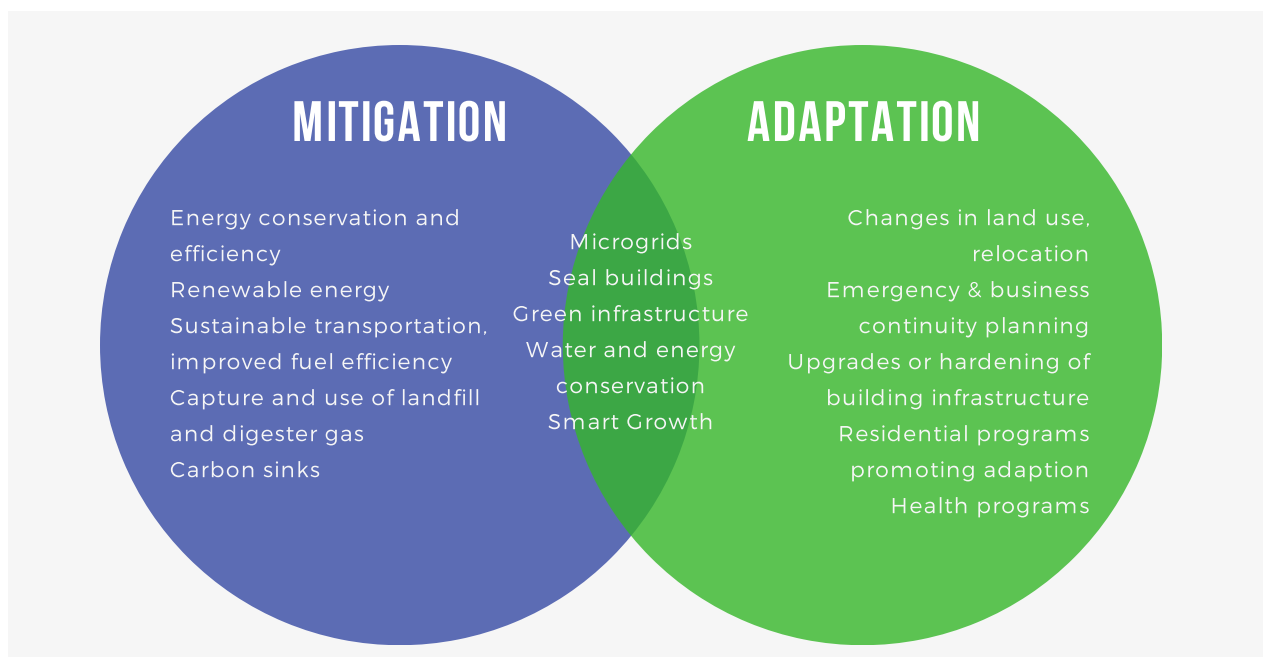 MITIGATION
Energy conservation and
efficiency
Renewable energy
Sustainable transportation,
improved fuel efficiency
Capture and use of landfill
and digester gas
Carbon sinks
Microgrids
Seal buildings
Green infrastructure
Water and energy
conservation
Smart Growth
ADAPTATION
Changes in land use,
relocation
Emergency & business
continuity planning
Upgrades or hardening of
building infrastructure
Residential programs
promoting adaption
Health programs